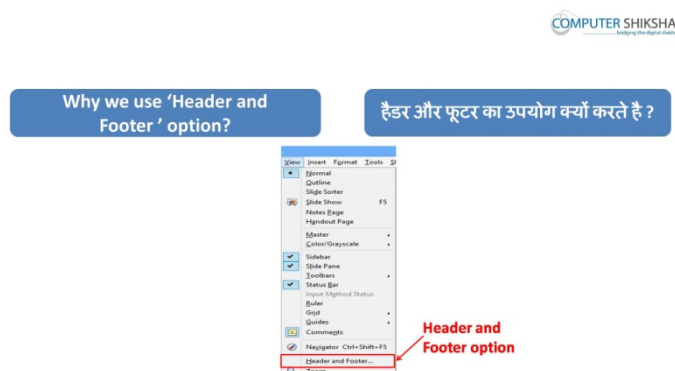 COMPUTER SHIKSHA
bridging the digital divide
Why we use ‘Header and
Footer ’ option?
हैडर और फूटर का उपयोग क्यों करते है ?
View Insert Format Tools
Normal
Outline
Slide Sorter
Slide Show F5
Notes Page
Handout Page
Master
Color/Grayscale
Sidebar
Slide Pane
Toolbars
Status Bar
Input Method Status
Ruler
Grid
Guides
Comments
Navigator Ctrl+Shift+F5
Header and Footer...
Zoom
Header and
Footer option